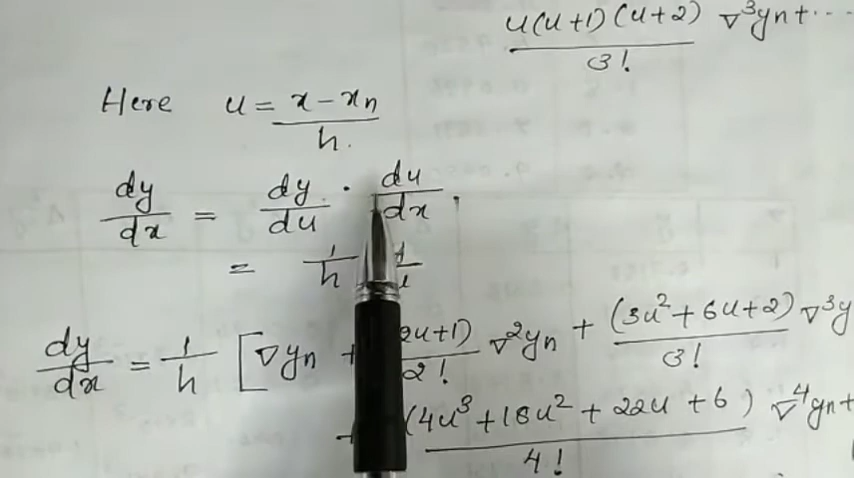 u(u+1)(u+2)/3! ∇³yn + ...
Here u = x - xn / h.
dy/dx = dy/du · du/dx .
= 1/h
dy/dx = 1/h [∇yn + 2u+1)/2! ∇²yn + (3u²+6u+2)/3! ∇³y
(4u³+18u²+22u+6)/4! ∇⁴yn+